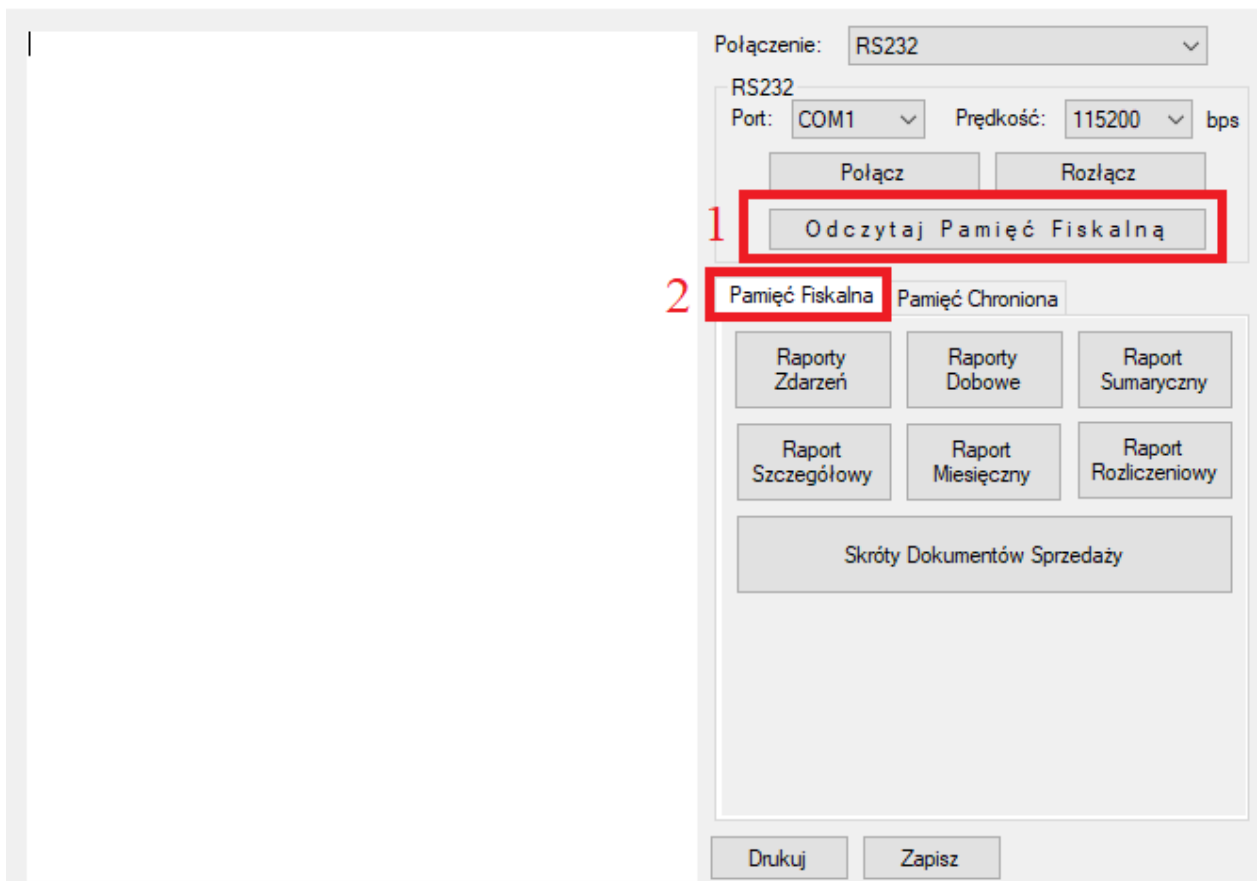 Połączenie: RS232
RS232
Port: COM1 Prędkość: 115200 bps
Połącz Rozłącz
1 Odczytaj Pamięć Fiskalną
2 Pamięć Fiskalna Pamięć Chroniona
Raporty
Zdarzeń
Raporty
Dobowe
Raport
Sumaryczny
Raport
Szczegółowy
Raport
Miesięczny
Raport
Rozliczeniowy
Skróty Dokumentów Sprzedaży
Drukuj Zapisz